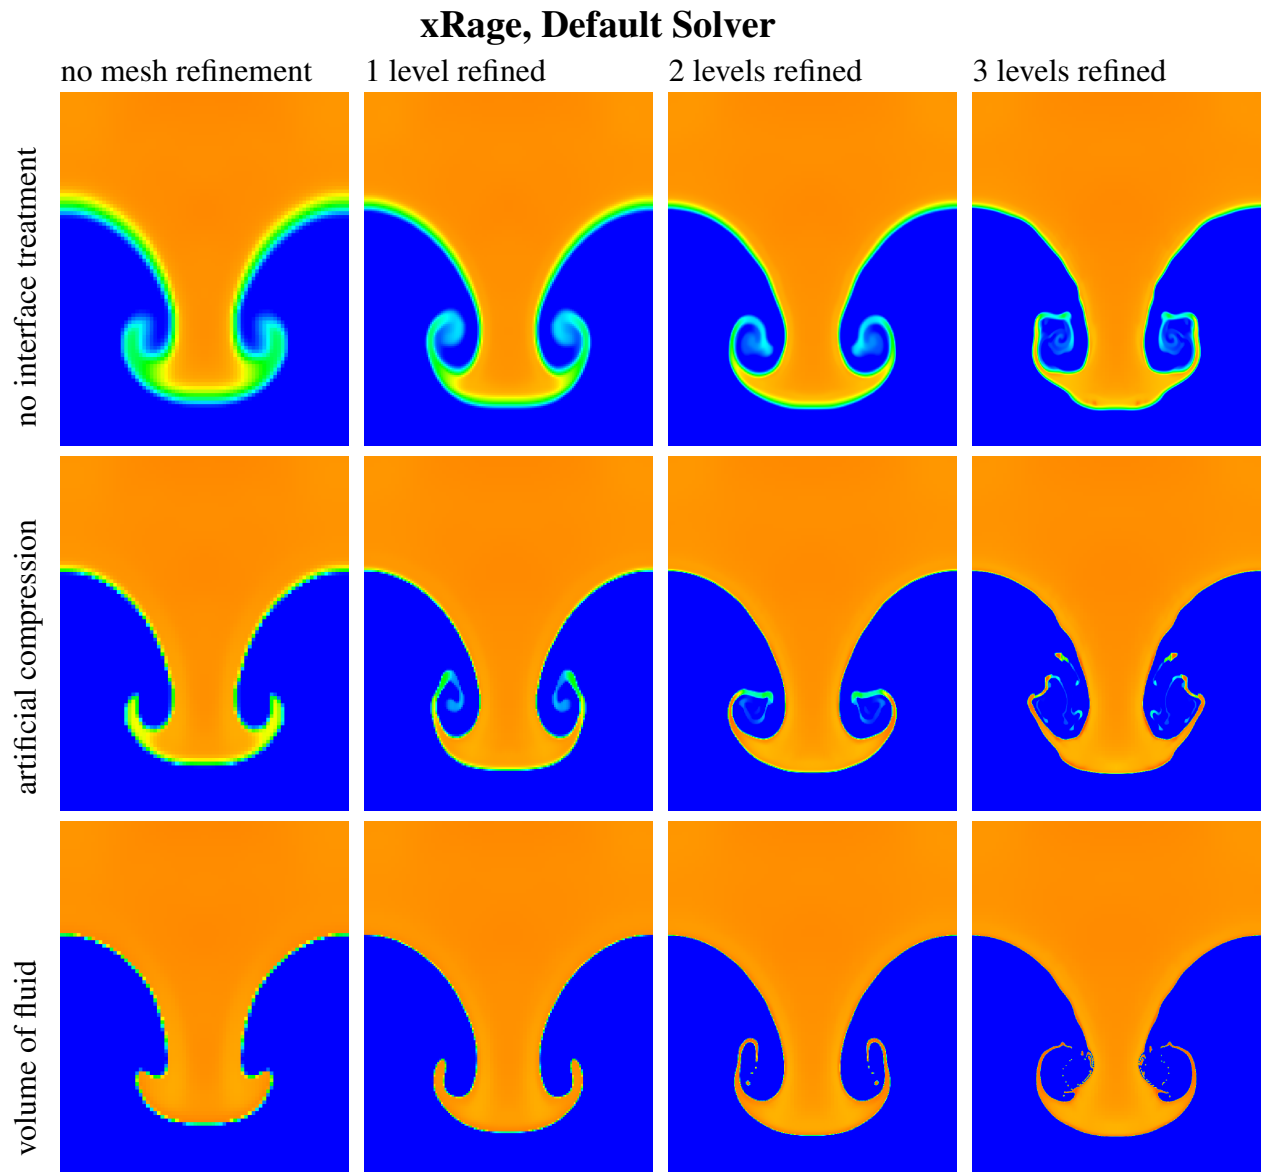 xRage, Default Solver
no mesh refinement
1 level refined
2 levels refined
3 levels refined
no interface treatment
artificial compression
volume of fluid